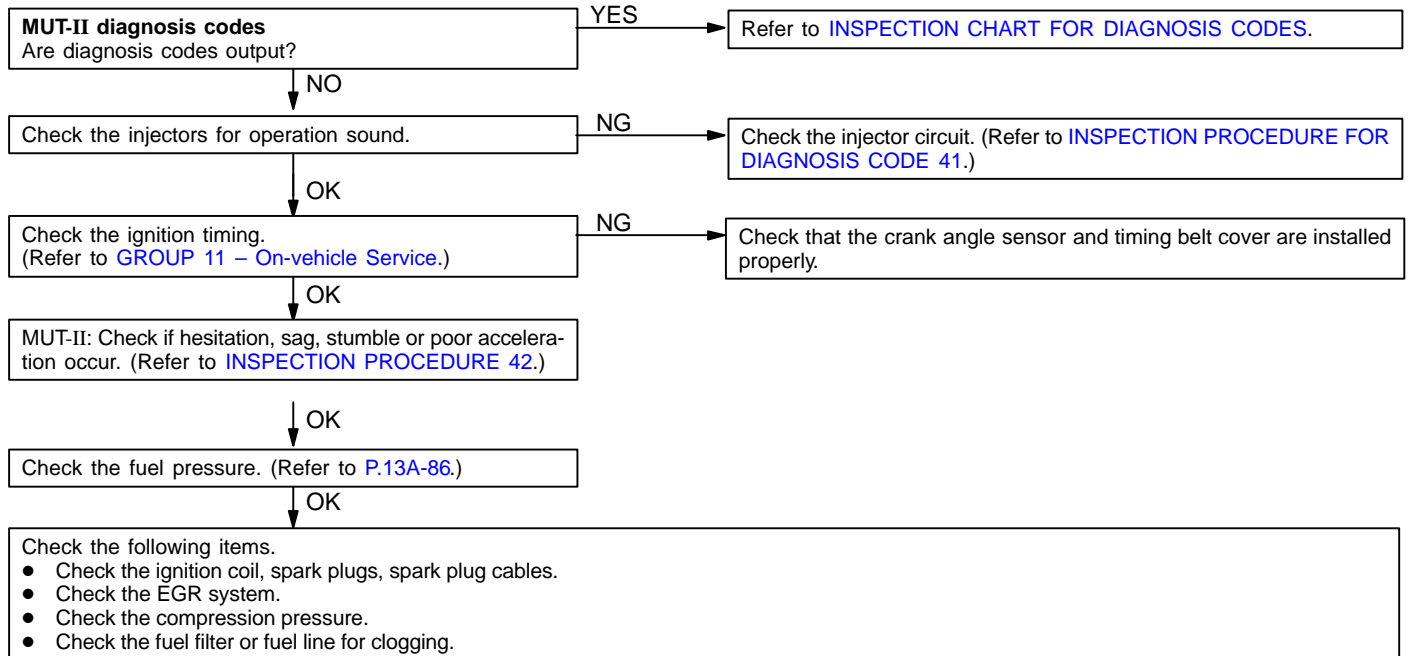 MUT-II diagnosis codes
Are diagnosis codes output?
YES
Refer to INSPECTION CHART FOR DIAGNOSIS CODES.
NO
Check the injectors for operation sound.
NG
Check the injector circuit. (Refer to INSPECTION PROCEDURE FOR
DIAGNOSIS CODE 41.)
OK
Check the ignition timing.
(Refer to GROUP 11 – On-vehicle Service.)
NG
Check that the crank angle sensor and timing belt cover are installed
properly.
OK
MUT-II: Check if hesitation, sag, stumble or poor accelera-
tion occur. (Refer to INSPECTION PROCEDURE 42.)
OK
Check the fuel pressure. (Refer to P.13A-86.)
OK
Check the following items.
● Check the ignition coil, spark plugs, spark plug cables.
● Check the EGR system.
● Check the compression pressure.
● Check the fuel filter or fuel line for clogging.